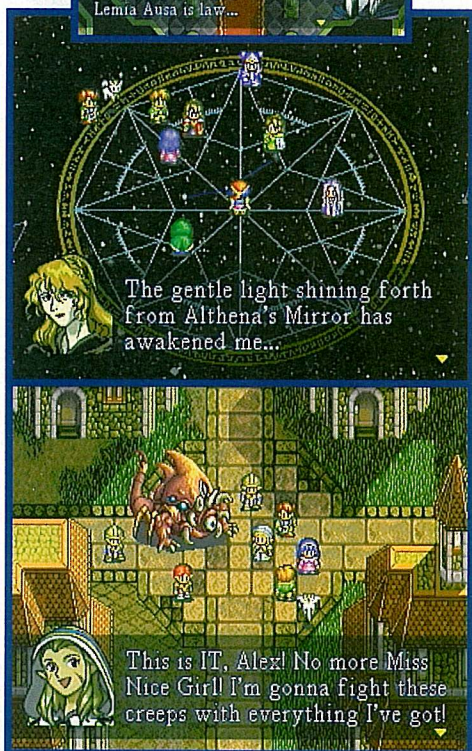 Lemia Ausa is law...
The gentle light shining forth
from Althena's Mirror has
awakened me...
This is IT, Alex! No more Miss
Nice Girl! I'm gonna fight these
creeps with everything I've got!